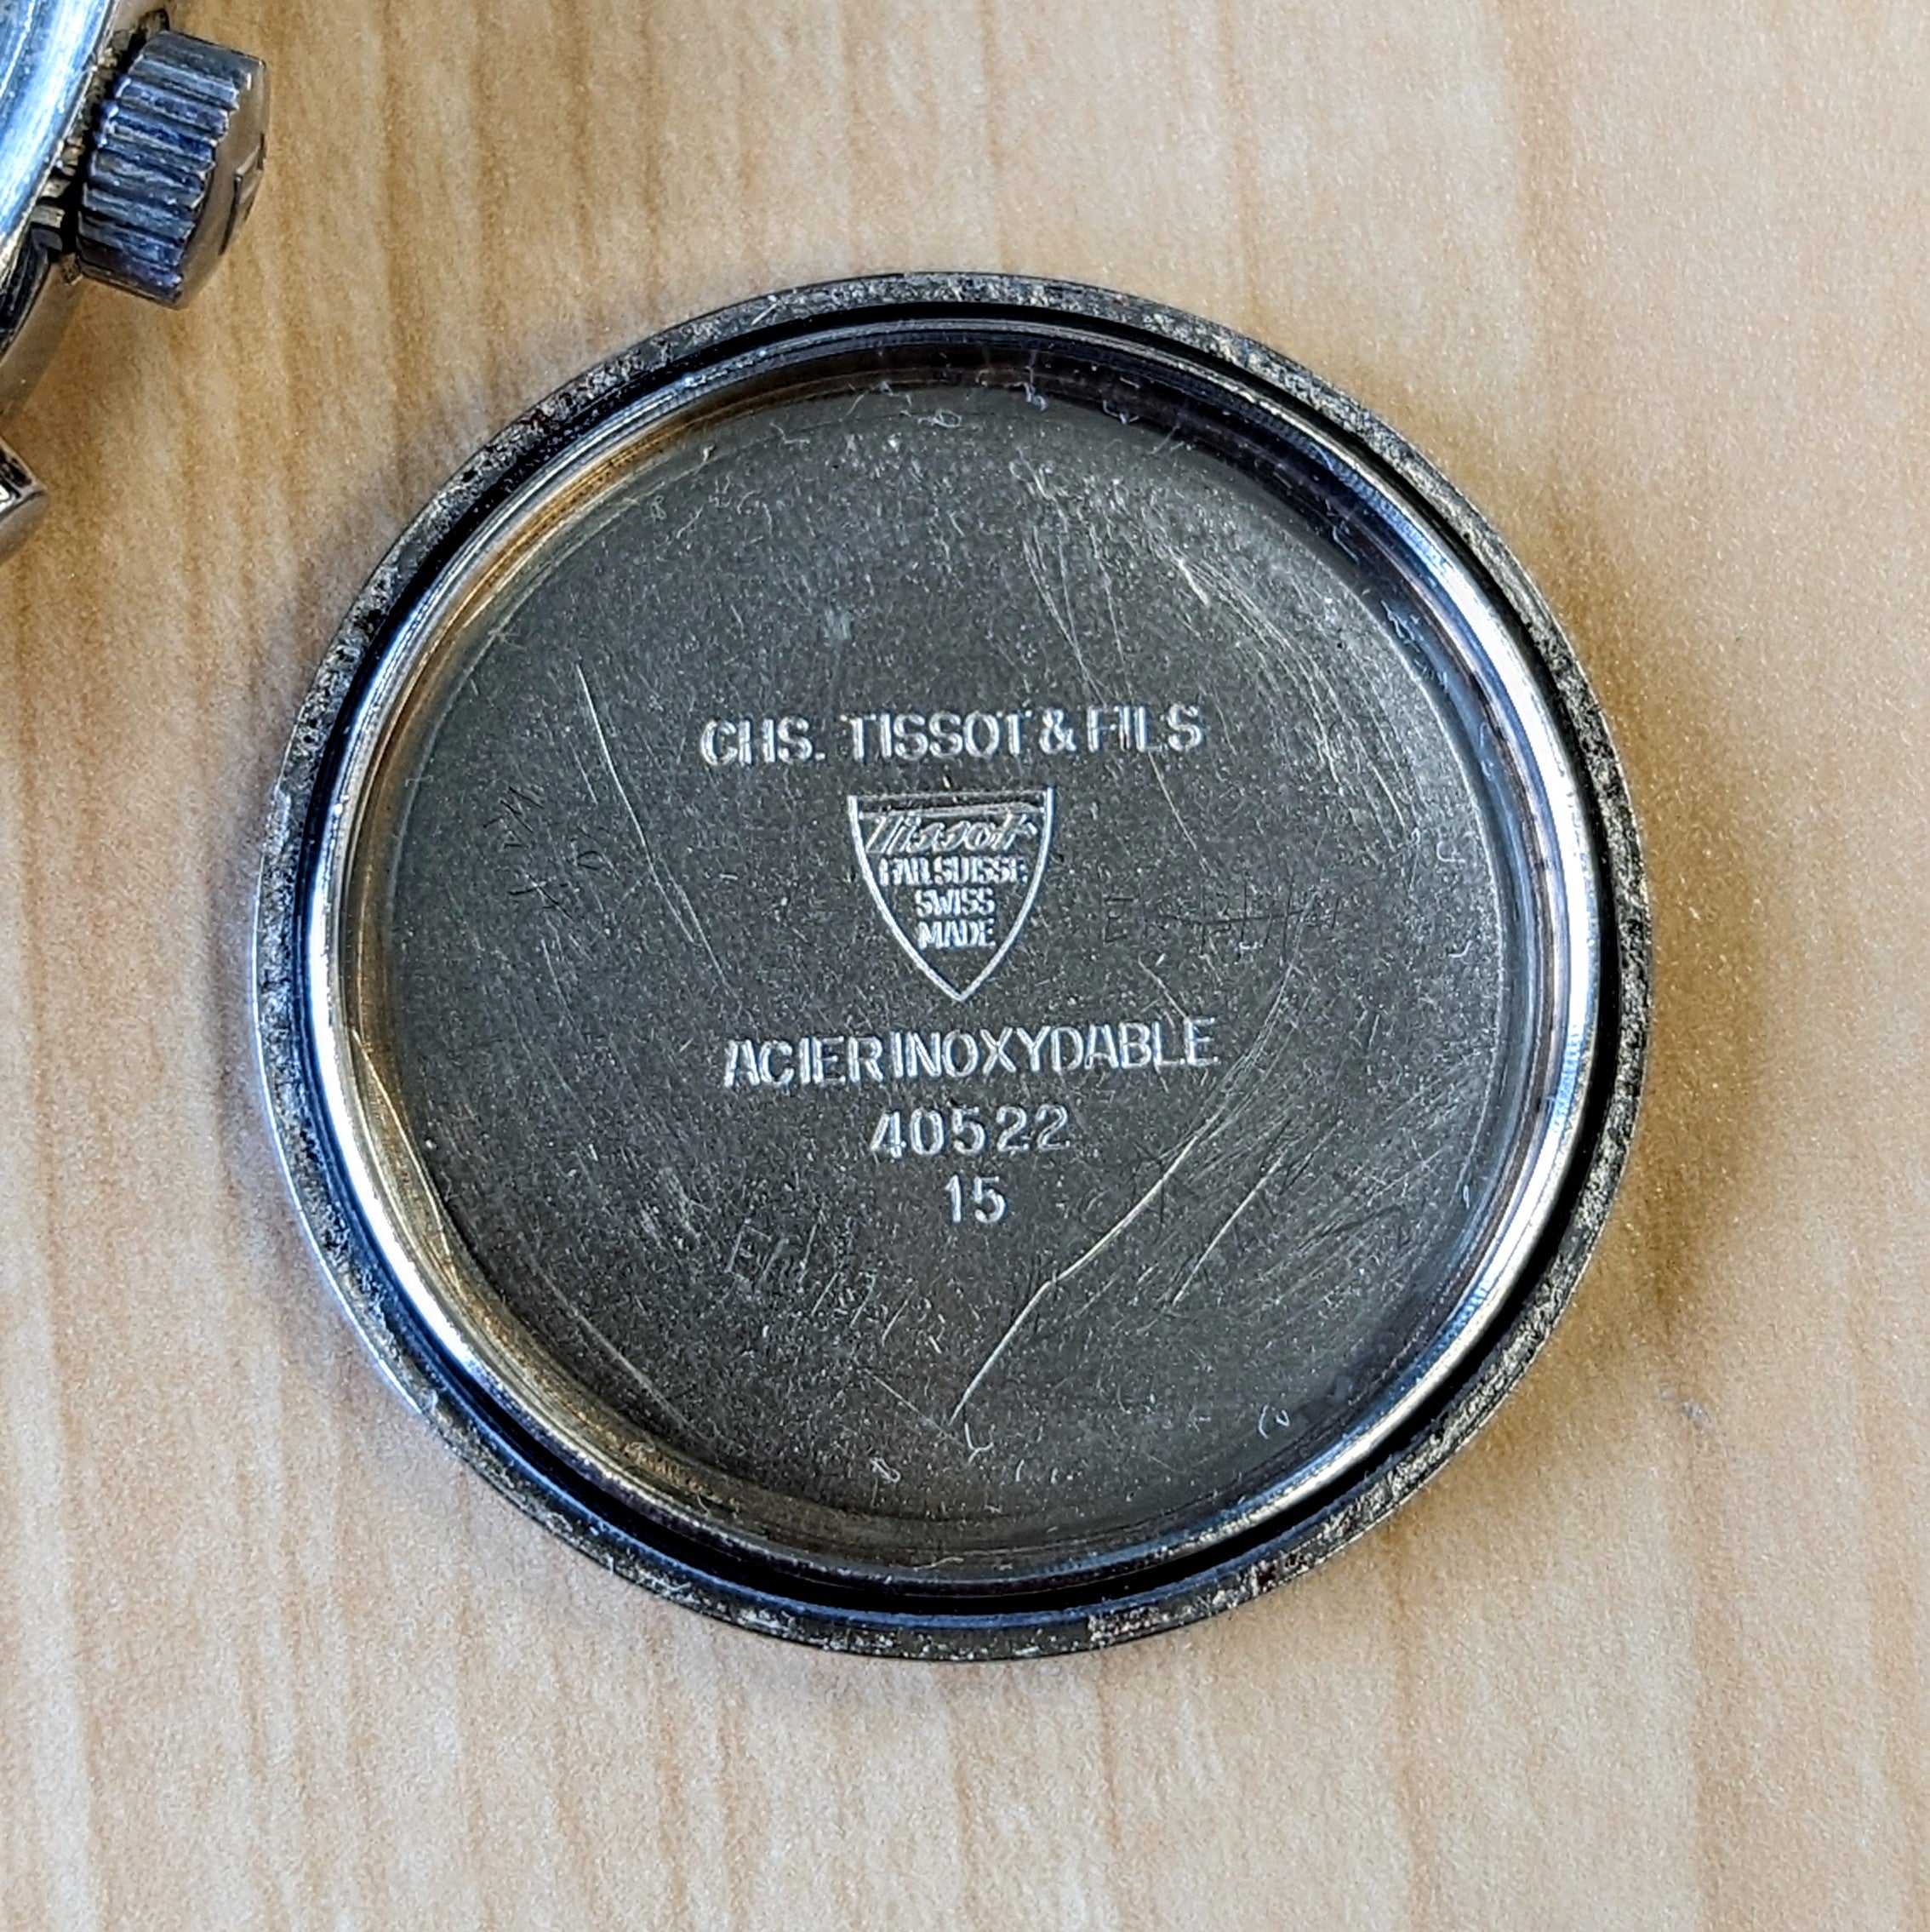 CHS. TISSOT & FILS
Tissot
FAB. SUISSE
SWISS
MADE
ACIER INOXYDABLE
40522
15